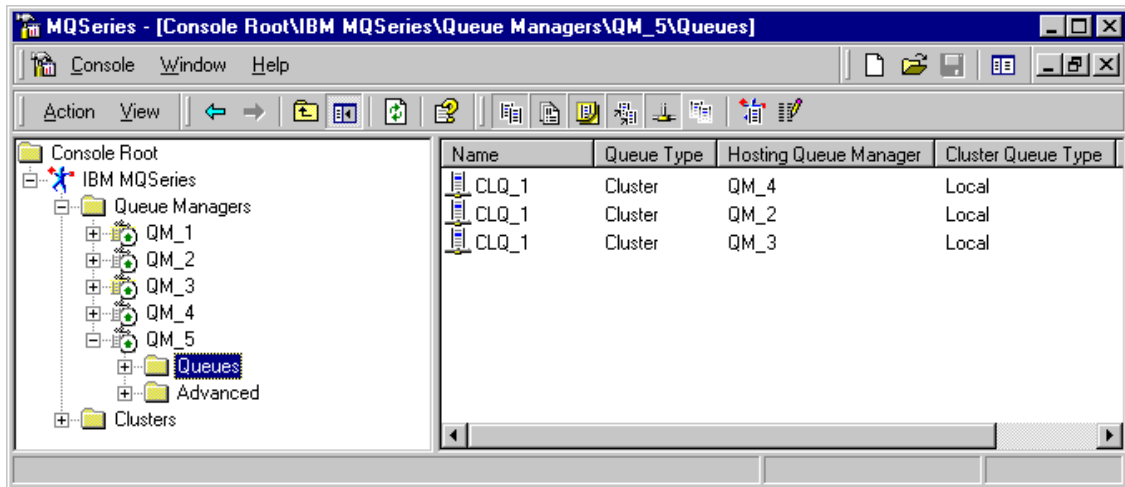 MQSeries - [Console Root\IBM MQSeries\Queue Managers\QM_5\Queues]
Console Window Help
Action View
Console Root
IBM MQSeries
Queue Managers
QM_1
QM_2
QM_3
QM_4
QM_5
Queues
Advanced
Clusters
Name Queue Type Hosting Queue Manager Cluster Queue Type
CLQ_1 Cluster QM_4 Local
CLQ_1 Cluster QM_2 Local
CLQ_1 Cluster QM_3 Local